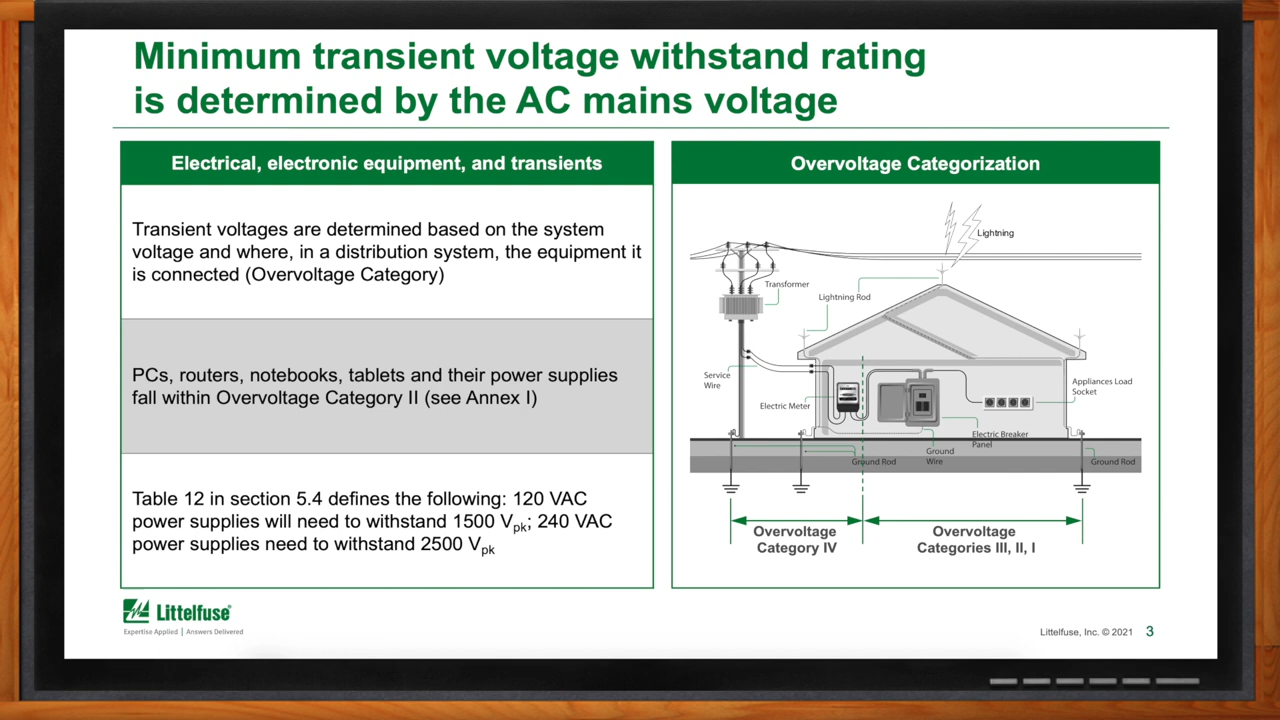 Minimum transient voltage withstand rating
is determined by the AC mains voltage
Electrical, electronic equipment, and transients
Transient voltages are determined based on the system
voltage and where, in a distribution system, the equipment it
is connected (Overvoltage Category)
PCs, routers, notebooks, tablets and their power supplies
fall within Overvoltage Category II (see Annex I)
Table 12 in section 5.4 defines the following: 120 VAC
power supplies will need to withstand 1500 Vpk; 240 VAC
power supplies need to withstand 2500 Vpk
Overvoltage Categorization
Lightning
Transformer
Lightning Rod
Service
Wire
Electric Meter
Appliances Load
Socket
Electric Breaker
Panel
Ground
Wire
Ground Rod
Ground Rod
Overvoltage
Category IV
Overvoltage
Categories III, II, I
Littelfuse®
Expertise Applied | Answers Delivered
Littelfuse, Inc. © 2021 3